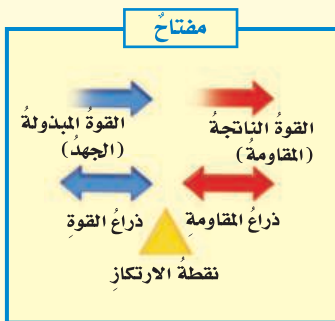 مفتاحٌ
القوةُ الناتجةُ القوةُ المبذولةُ
(المقاومةُ) (الجهدُ)
ذراعُ المقاومةِ ذراعُ القوةِ
نقطةُ الارتكازِ